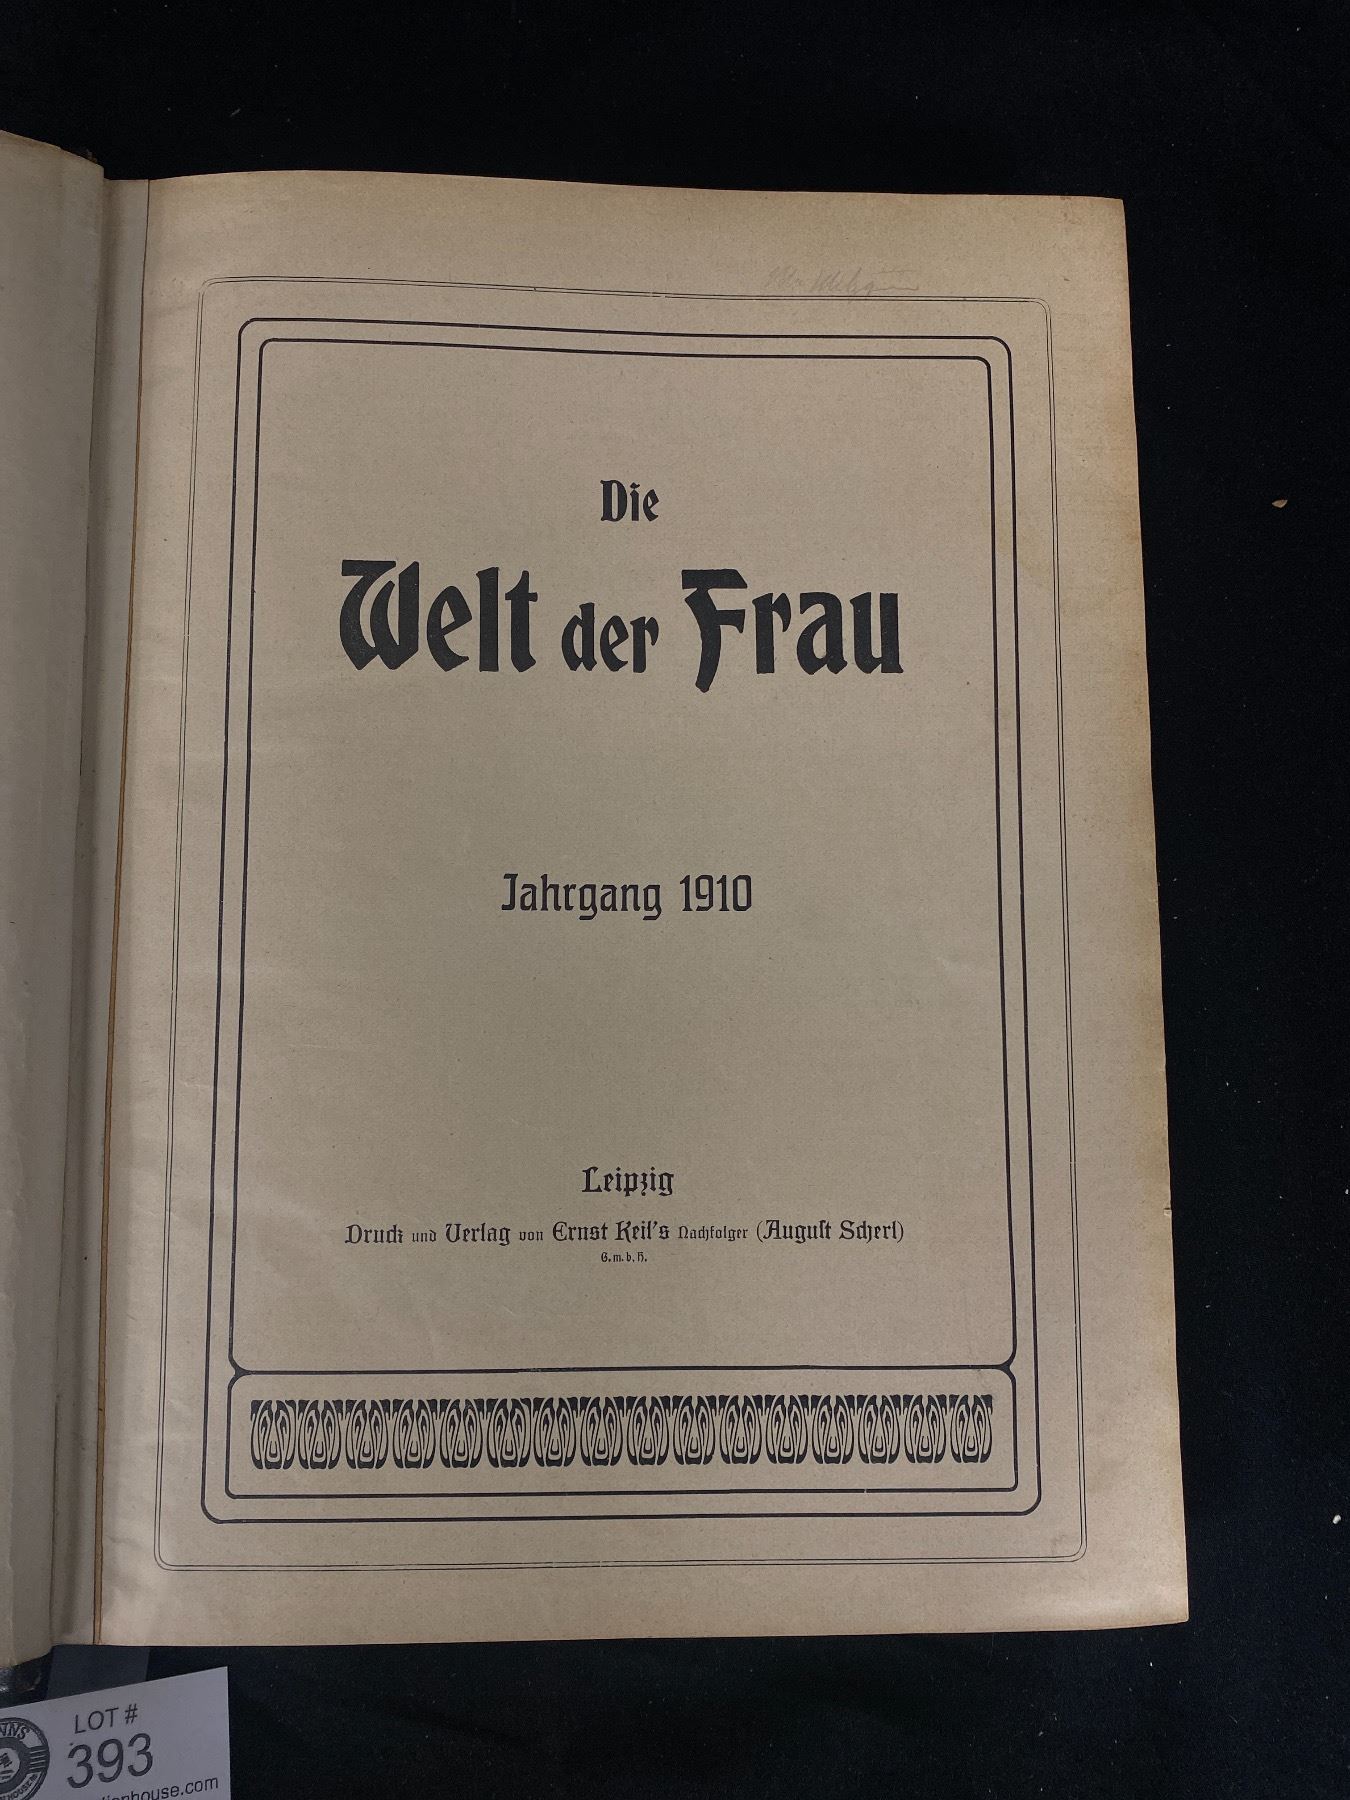 Die
Welt der Frau
Jahrgang 1910
Leipzig
Druck und Verlag von Ernst Keil's Nachfolger (August Scherl)
G. m. b. H.
LOT #
393